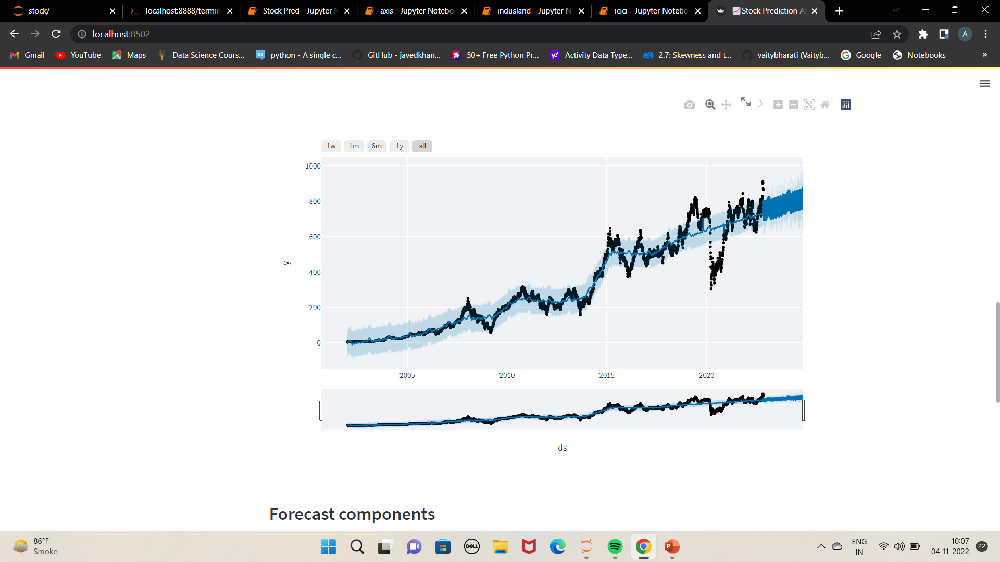 stock/
localhost:8888/termin
Stock Pred - Jupyter N
axis - Jupyter Notebo
indusland - Jupyter N
icici - Jupyter Notebo
Stock Prediction A
localhost:8502
A
Gmail
YouTube
Maps
Data Science Cours...
DS
python - A single c...
GitHub - javedkhan...
50+ Free Python Pr...
y!
Activity Data Type...
2.7: Skewness and t...
vaitybharati (Vaityb...
Google
Notebooks
»
1w 1m 6m 1y all
1000
800
600
400
200
0
y
2005 2010 2015 2020
ds
Forecast components
86°F
Smoke
DELL
P
ENG
IN
10:07
04-11-2022
22